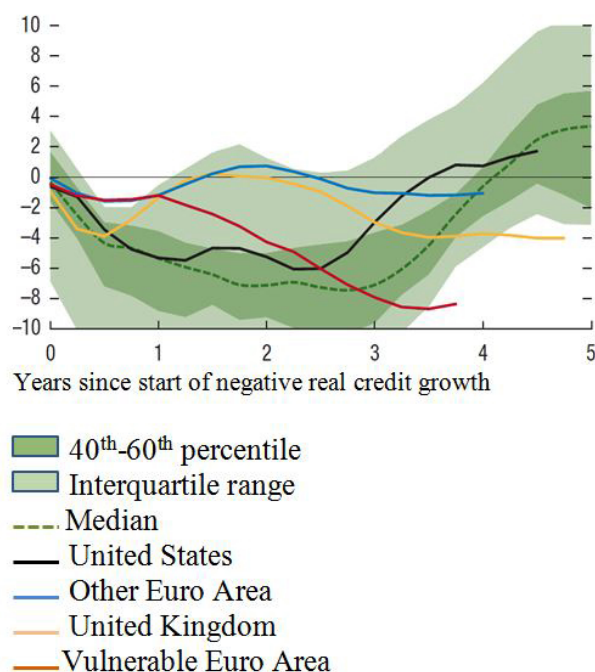 10
8
6
4
2
0
−2
−4
−6
−8
−10
0 1 2 3 4 5
Years since start of negative real credit growth
40th-60th percentile
Interquartile range
Median
United States
Other Euro Area
United Kingdom
Vulnerable Euro Area